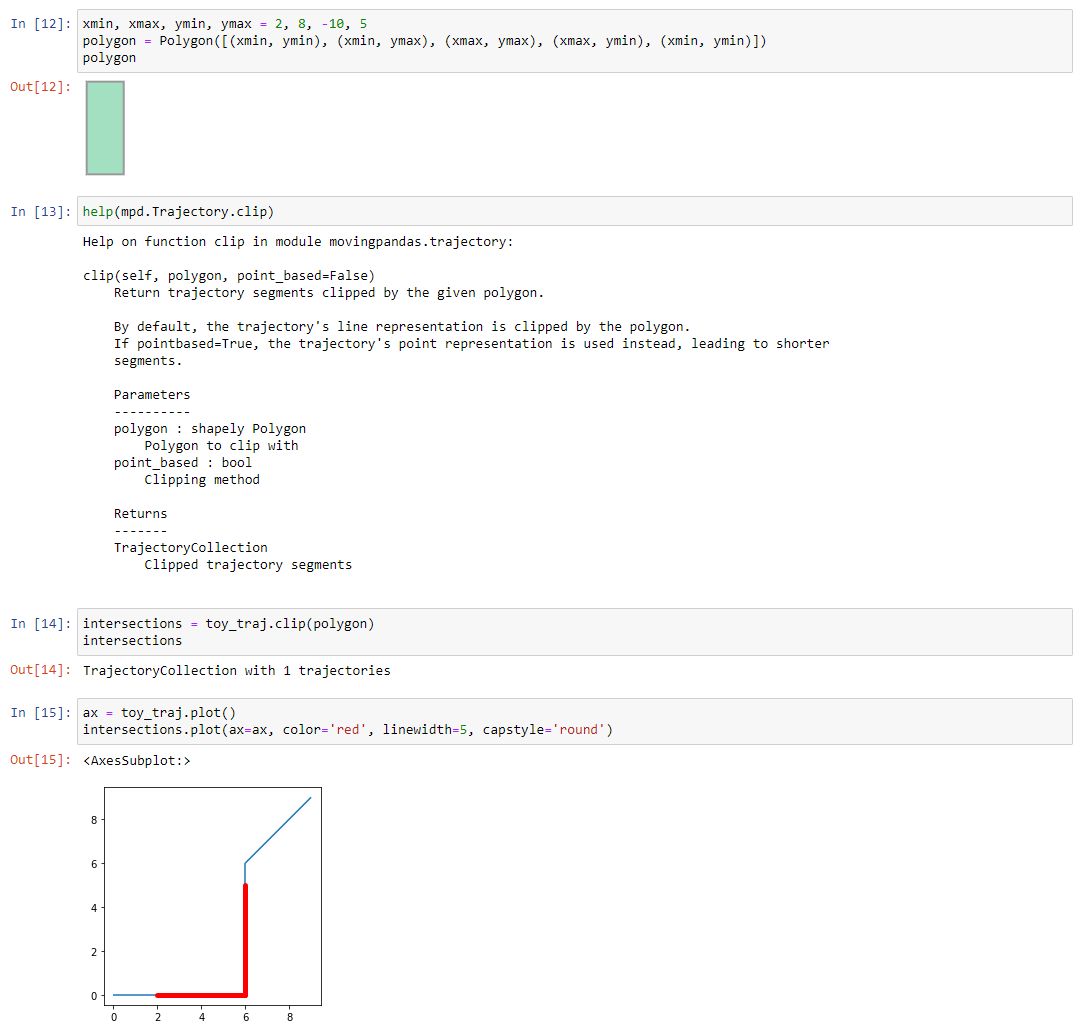 In [12]: xmin, xmax, ymin, ymax = 2, 8, -10, 5
polygon = Polygon([(xmin, ymin), (xmin, ymax), (xmax, ymax), (xmax, ymin), (xmin, ymin)])
polygon
Out[12]:
In [13]: help(mpd.Trajectory.clip)
Help on function clip in module movingpandas.trajectory:
clip(self, polygon, point_based=False)
Return trajectory segments clipped by the given polygon.
By default, the trajectory's line representation is clipped by the polygon.
If pointbased=True, the trajectory's point representation is used instead, leading to shorter
segments.
Parameters
----------
polygon : shapely Polygon
Polygon to clip with
point_based : bool
Clipping method
Returns
-------
TrajectoryCollection
Clipped trajectory segments
In [14]: intersections = toy_traj.clip(polygon)
intersections
Out[14]: TrajectoryCollection with 1 trajectories
In [15]: ax = toy_traj.plot()
intersections.plot(ax=ax, color='red', linewidth=5, capstyle='round')
Out[15]: <AxesSubplot:>
8
6
4
2
0
0 2 4 6 8